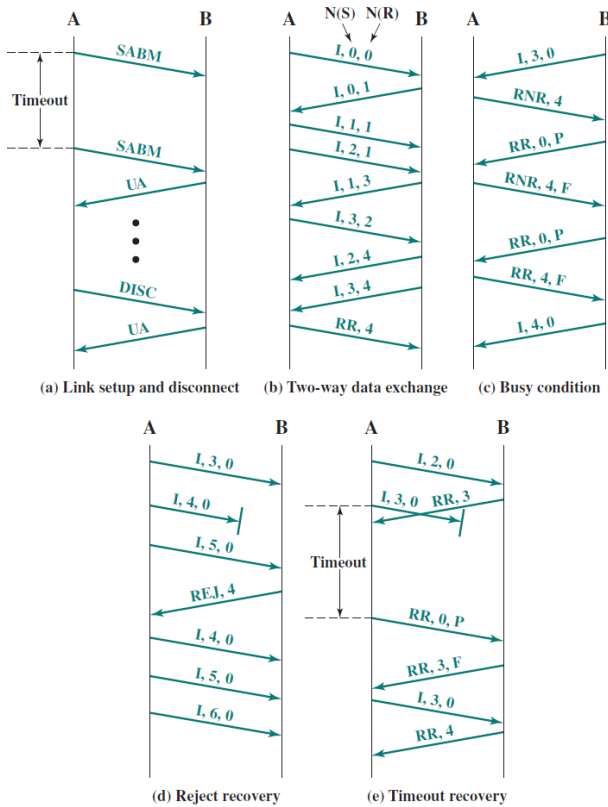 A B
SABM
Timeout
SABM
UA
DISC
UA
(a) Link setup and disconnect
N(S) N(R)
A B
I, 0, 0
I, 0, 1
I, 1, 1
I, 2, 1
I, 1, 3
I, 3, 2
I, 2, 4
I, 3, 4
RR, 4
(b) Two-way data exchange
A B
I, 3, 0
RNR, 4
RR, 0, P
RNR, 4, F
RR, 0, P
RR, 4, F
I, 4, 0
(c) Busy condition
A B
I, 3, 0
I, 4, 0
I, 5, 0
REJ, 4
I, 4, 0
I, 5, 0
I, 6, 0
(d) Reject recovery
A B
I, 2, 0
I, 3, 0 RR, 3
Timeout
RR, 0, P
RR, 3, F
I, 3, 0
RR, 4
(e) Timeout recovery